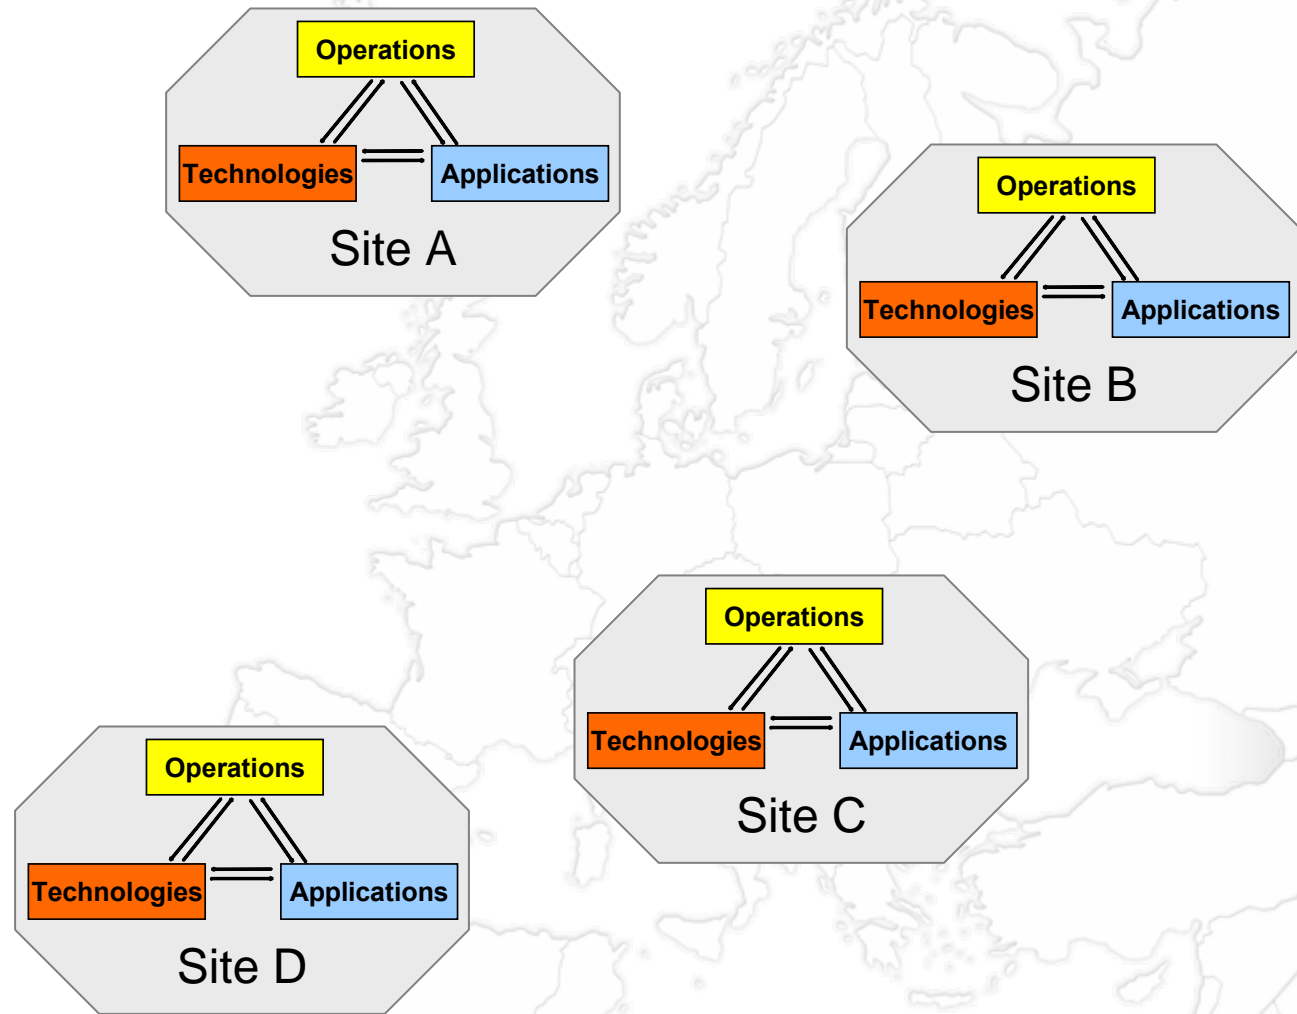 Operations
Technologies
Applications
Site A
Operations
Technologies
Applications
Site B
Operations
Technologies
Applications
Site C
Operations
Technologies
Applications
Site D